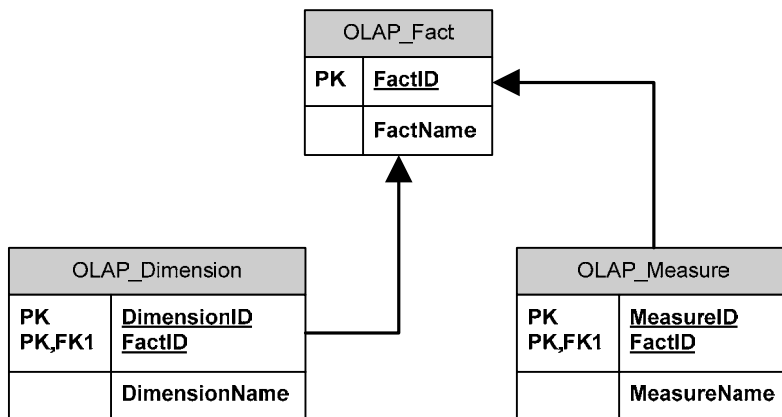 OLAP_Fact
PK FactID
FactName
OLAP_Dimension
PK DimensionID
PK,FK1 FactID
DimensionName
OLAP_Measure
PK MeasureID
PK,FK1 FactID
MeasureName